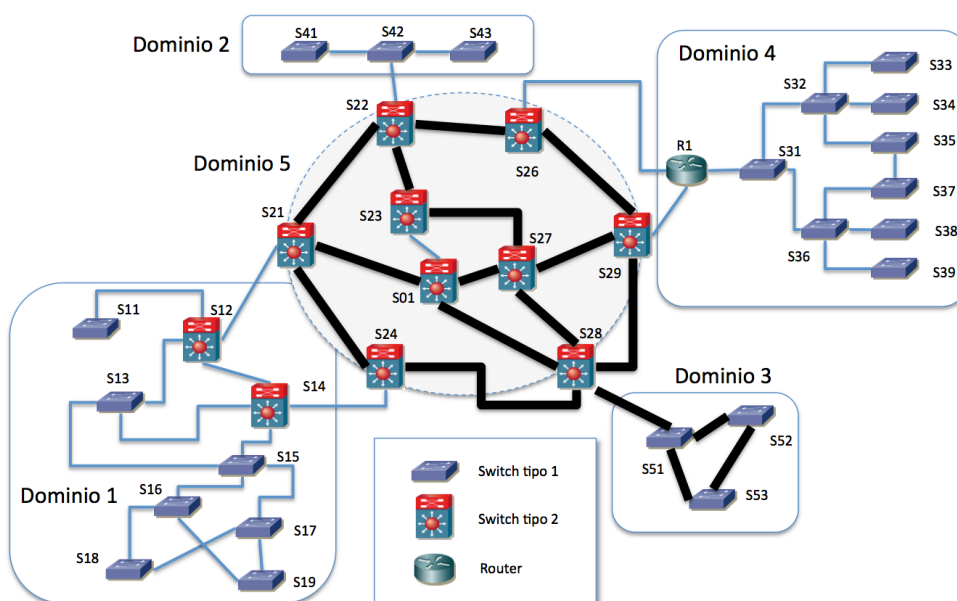 S41
S42
S43
Dominio 2
Dominio 4
S33
S32
S34
S22
R1
S31
S35
Dominio 5
S26
S37
S23
S21
S27
S38
S29
S36
S39
S01
S11
S12
S24
S28
Dominio 3
S13
S14
S52
S51
S53
S15
Dominio 1
S16
S17
S18
S19
Switch tipo 1
Switch tipo 2
Router